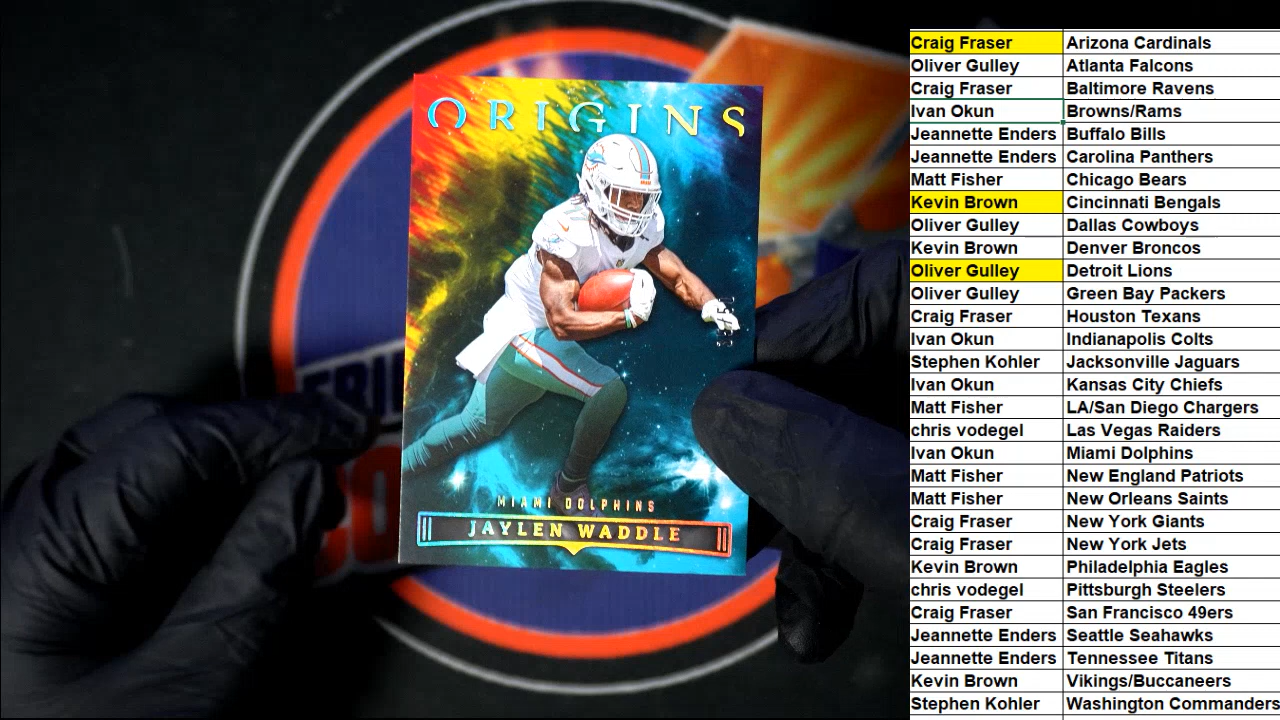 ORIGINS
MIAMI DOLPHINS
JAYLEN WADDLE
Craig Fraser Arizona Cardinals
Oliver Gulley Atlanta Falcons
Craig Fraser Baltimore Ravens
Ivan Okun Browns/Rams
Jeannette Enders Buffalo Bills
Jeannette Enders Carolina Panthers
Matt Fisher Chicago Bears
Kevin Brown Cincinnati Bengals
Oliver Gulley Dallas Cowboys
Kevin Brown Denver Broncos
Oliver Gulley Detroit Lions
Oliver Gulley Green Bay Packers
Craig Fraser Houston Texans
Ivan Okun Indianapolis Colts
Stephen Kohler Jacksonville Jaguars
Ivan Okun Kansas City Chiefs
Matt Fisher LA/San Diego Chargers
chris vodegel Las Vegas Raiders
Ivan Okun Miami Dolphins
Matt Fisher New England Patriots
Matt Fisher New Orleans Saints
Craig Fraser New York Giants
Craig Fraser New York Jets
Kevin Brown Philadelphia Eagles
chris vodegel Pittsburgh Steelers
Craig Fraser San Francisco 49ers
Jeannette Enders Seattle Seahawks
Jeannette Enders Tennessee Titans
Kevin Brown Vikings/Buccaneers
Stephen Kohler Washington Commanders